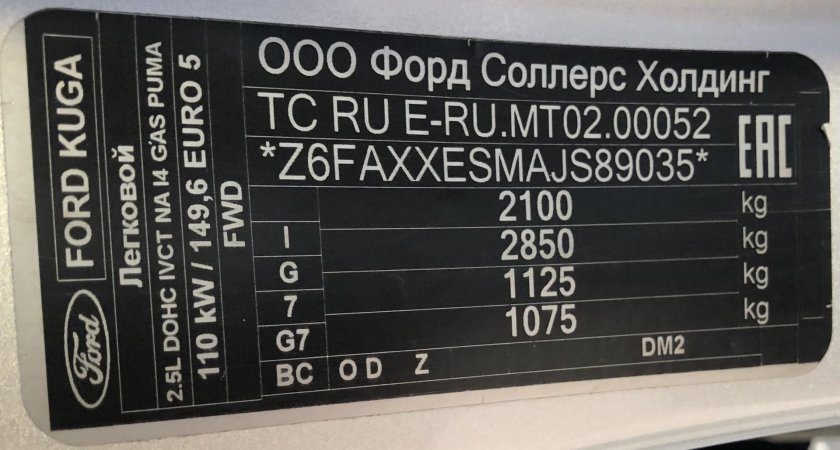 Ford
FORD KUGA
Легковой
2.5L DOHC IVCT NA I4 GAS PUMA
110 kW / 149,6 EURO 5
FWD
ООО Форд Соллерс Холдинг
TC RU E-RU.MT02.00052
*Z6FAXXESMAJS89035*
EAC
2100 kg
I 2850 kg
G 1125 kg
7 1075 kg
G7
BC O D Z DM2